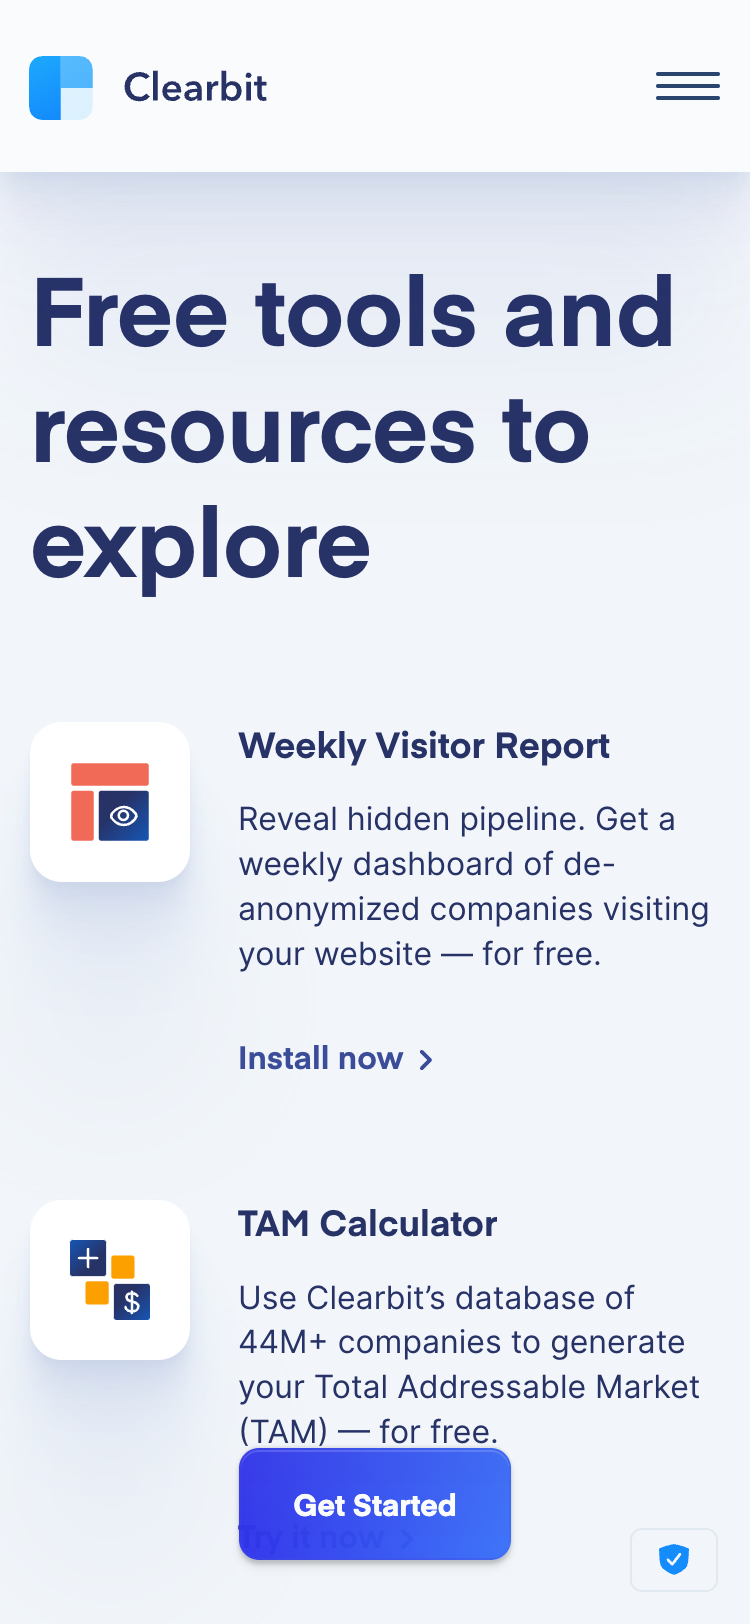 Clearbit
Free tools and
resources to
explore
Weekly Visitor Report
Reveal hidden pipeline. Get a
weekly dashboard of de-
anonymized companies visiting
your website — for free.
Install now
TAM Calculator
$
Use Clearbit’s database of
44M+ companies to generate
your Total Addressable Market
(TAM) — for free.
Get Started
Try it now